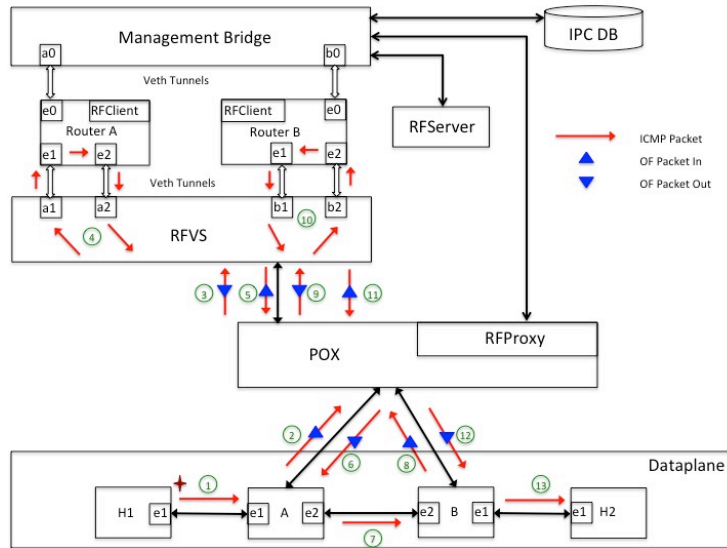 Management Bridge
IPC DB
a0
b0
Veth Tunnels
e0
RFClient
RFClient
e0
RFServer
Router A
Router B
ICMP Packet
e1
e2
e1
e2
OF Packet In
Veth Tunnels
OF Packet Out
a1
a2
b1
b2
10
4
RFVS
3
5
9
11
RFProxy
POX
2
12
6
8
Dataplane
1
13
H1
e1
e1
A
e2
e2
B
e1
e1
H2
7